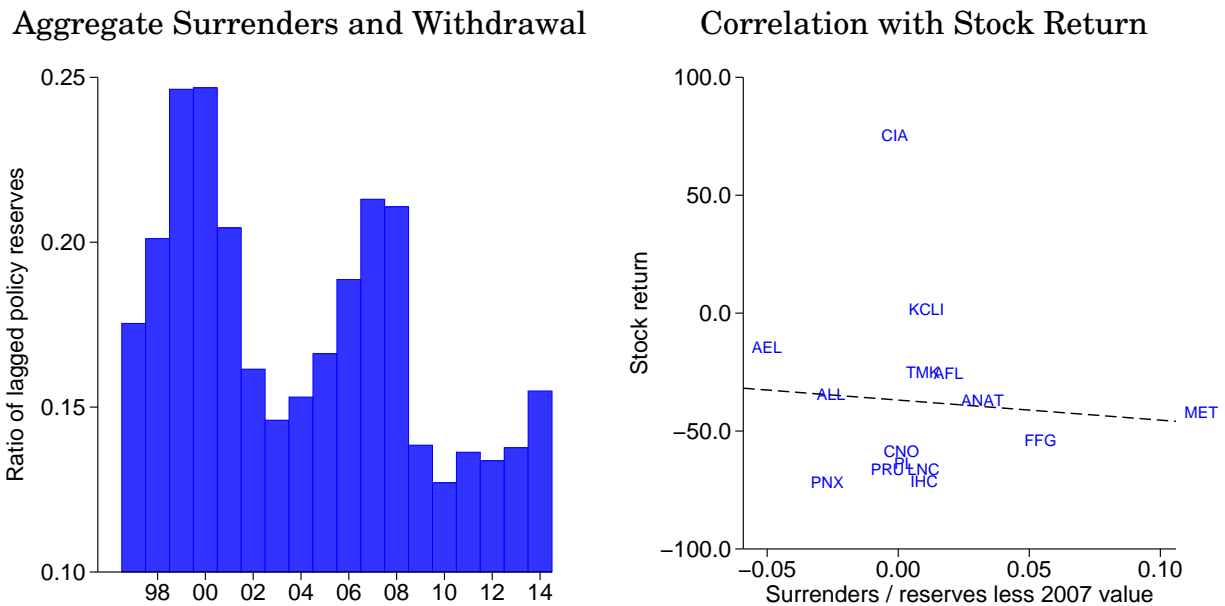 Aggregate Surrenders and Withdrawal
Ratio of lagged policy reserves
0.25
0.20
0.15
0.10
98 00 02 04 06 08 10 12 14
Correlation with Stock Return
Stock return
100.0
50.0
0.0
−50.0
−100.0
CIA
KCLI
AEL
TMK
AFL
ALL
ANAT
MET
FFG
CNO
PL
PRU
LNC
PNX
IHC
−0.05 0.00 0.05 0.10
Surrenders / reserves less 2007 value